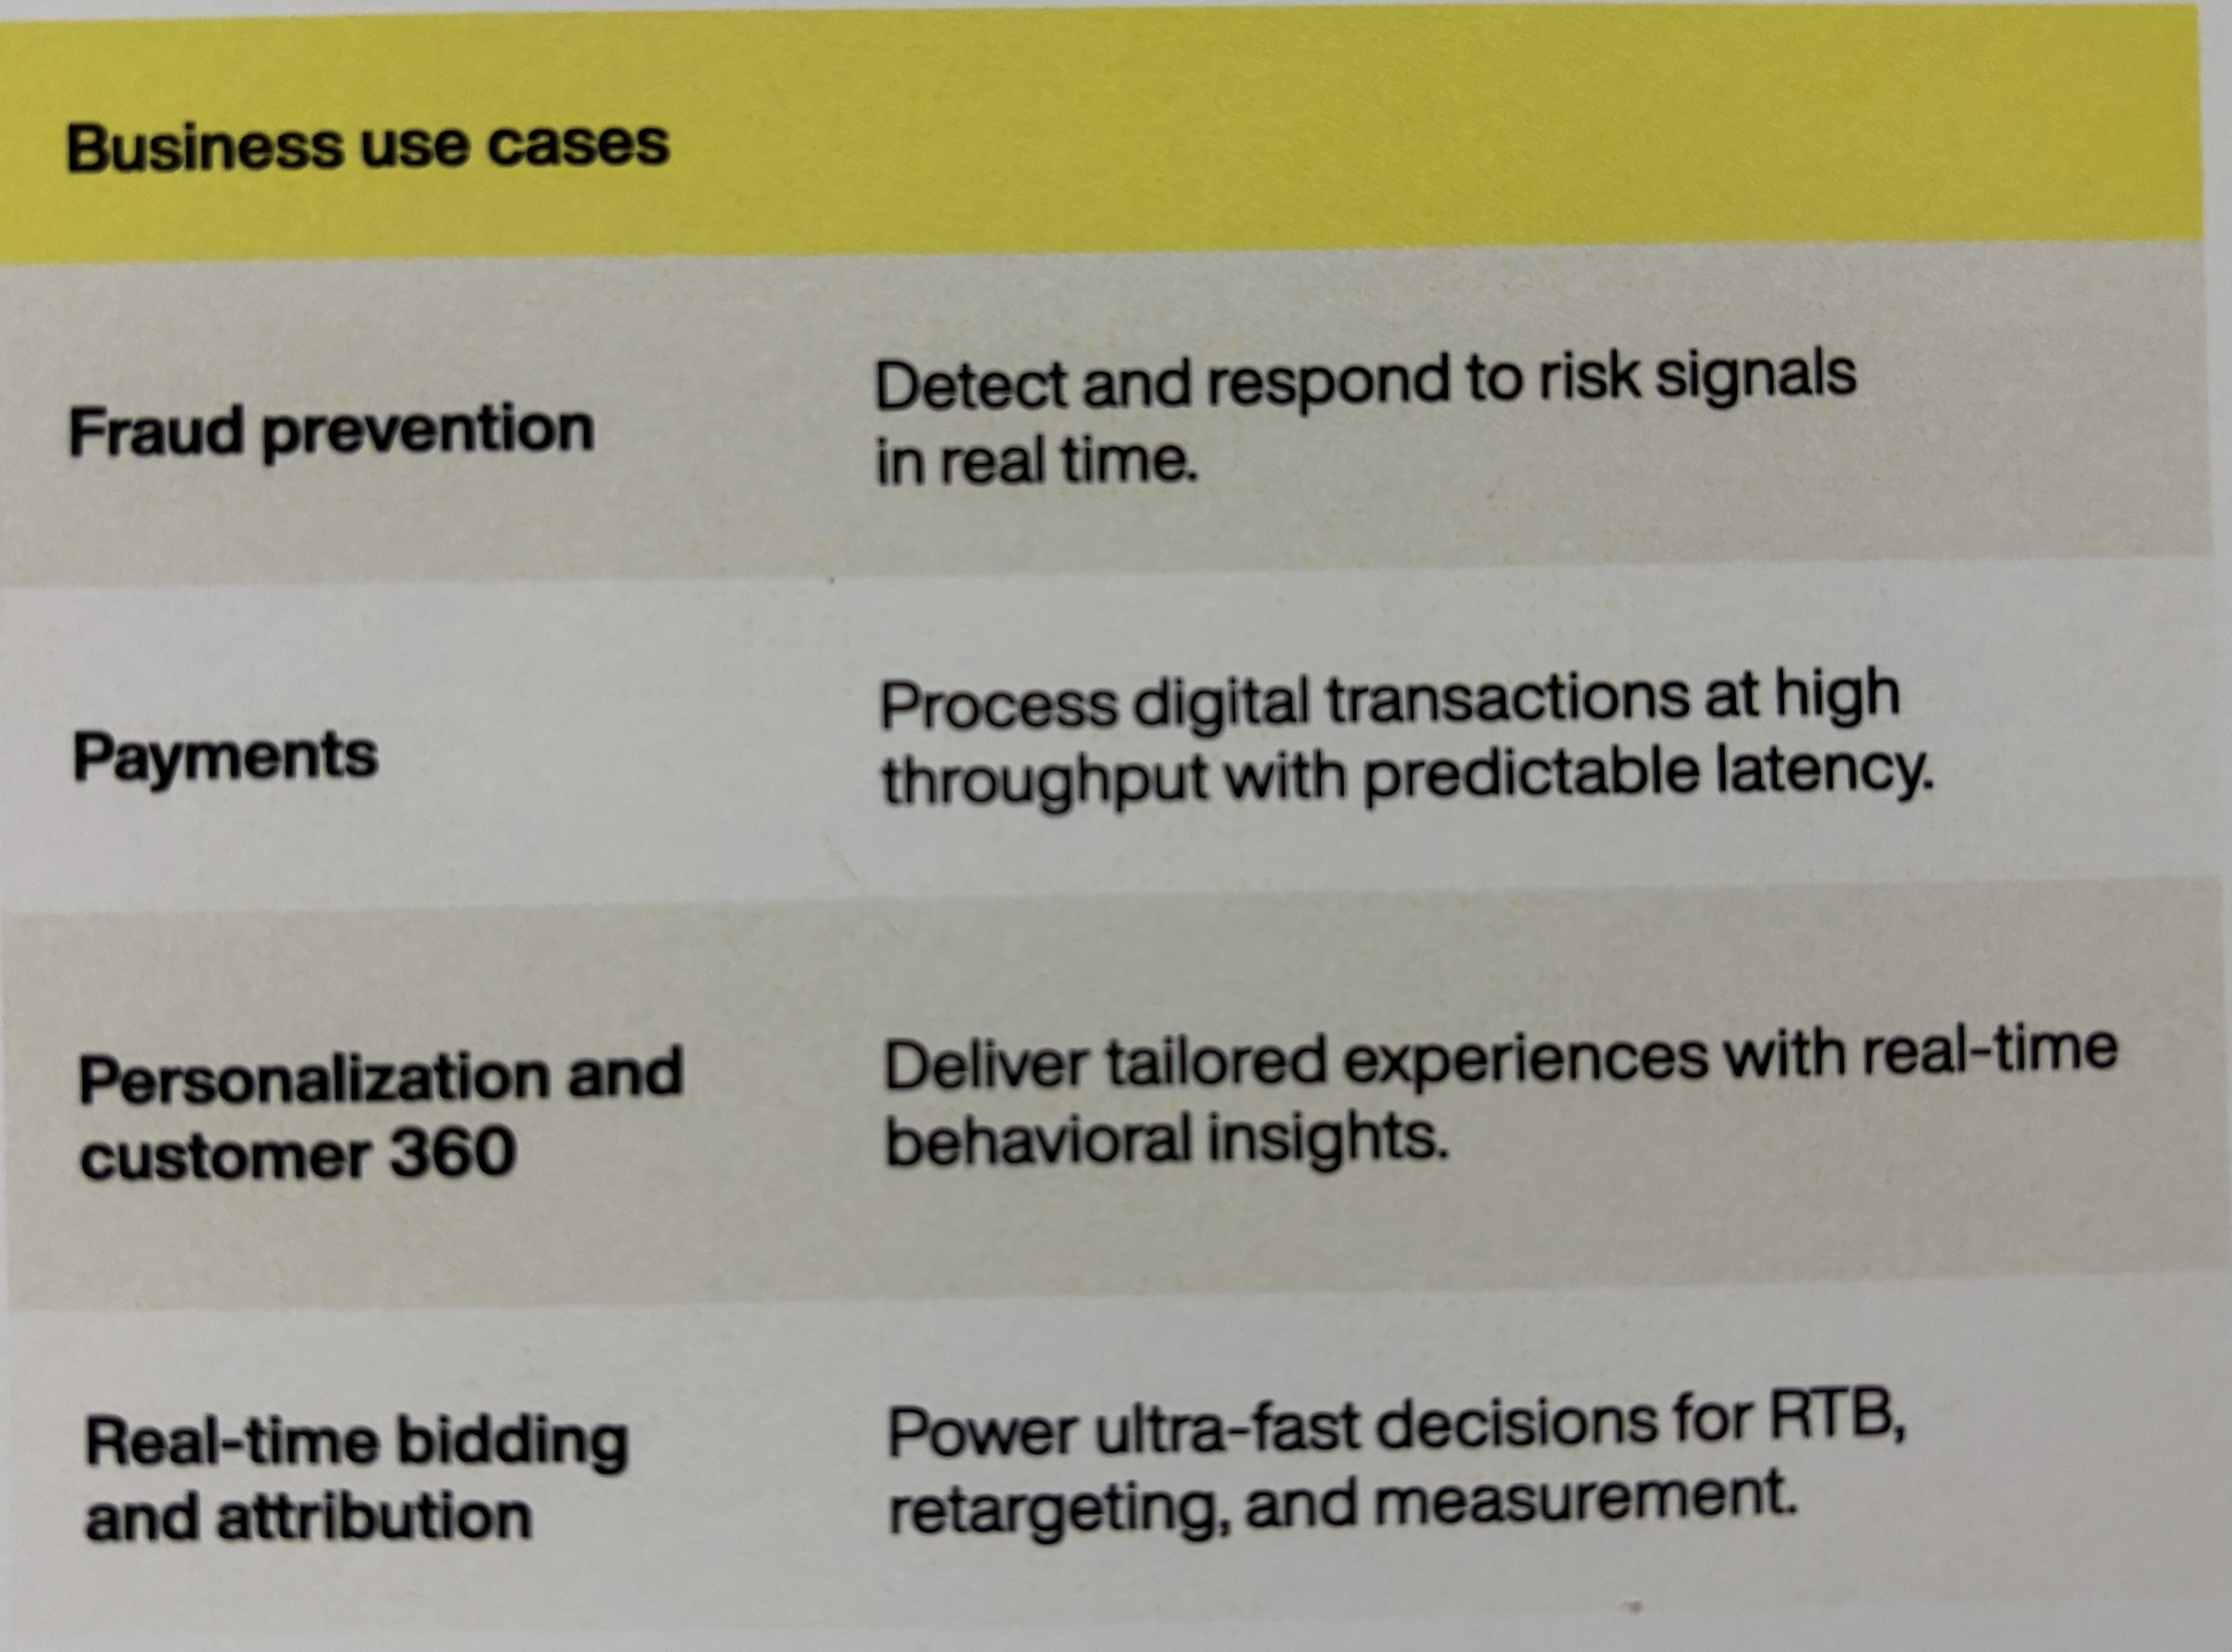 Business use cases
Fraud prevention
Detect and respond to risk signals
in real time.
Payments
Process digital transactions at high
throughput with predictable latency.
Personalization and
customer 360
Deliver tailored experiences with real-time
behavioral insights.
Real-time bidding
and attribution
Power ultra-fast decisions for RTB,
retargeting, and measurement.